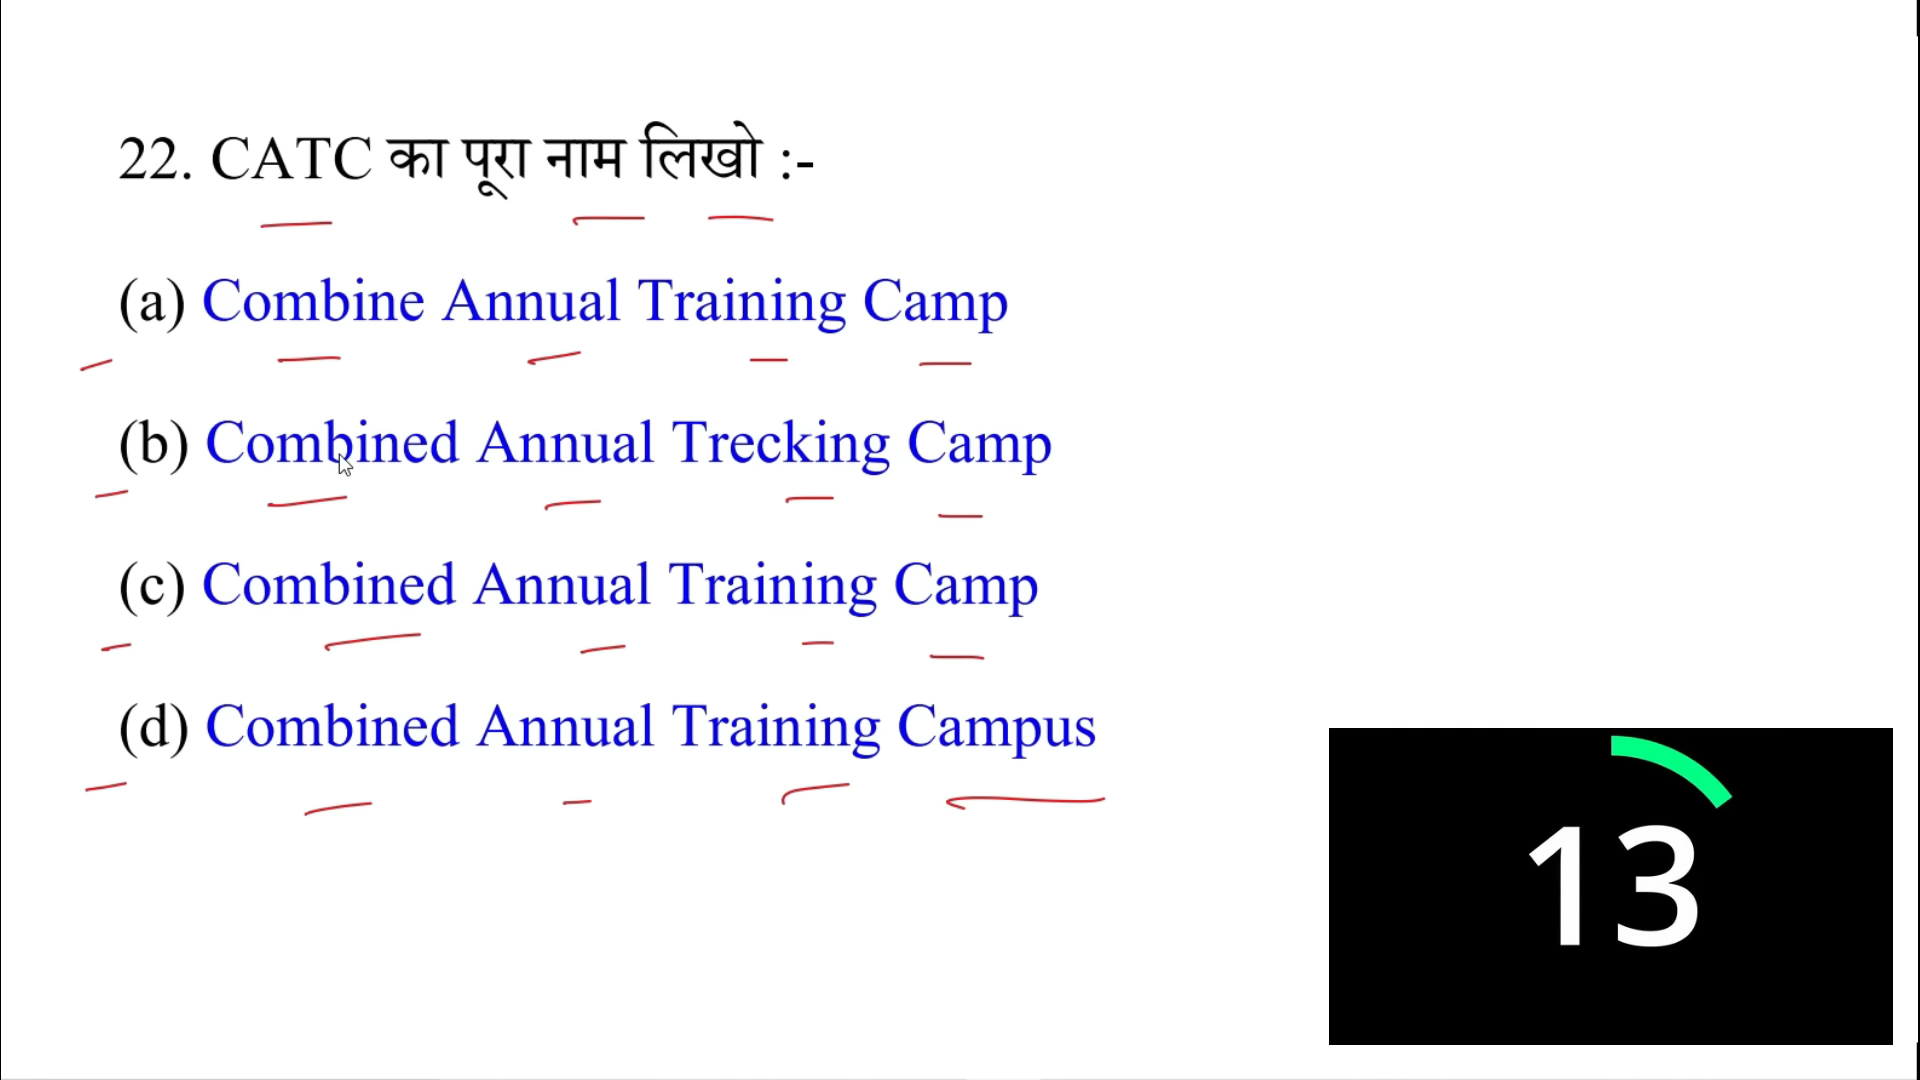 22. CATC का पूरा नाम लिखो :-
(a) Combine Annual Training Camp
(b) Combined Annual Trecking Camp
(c) Combined Annual Training Camp
(d) Combined Annual Training Campus
13